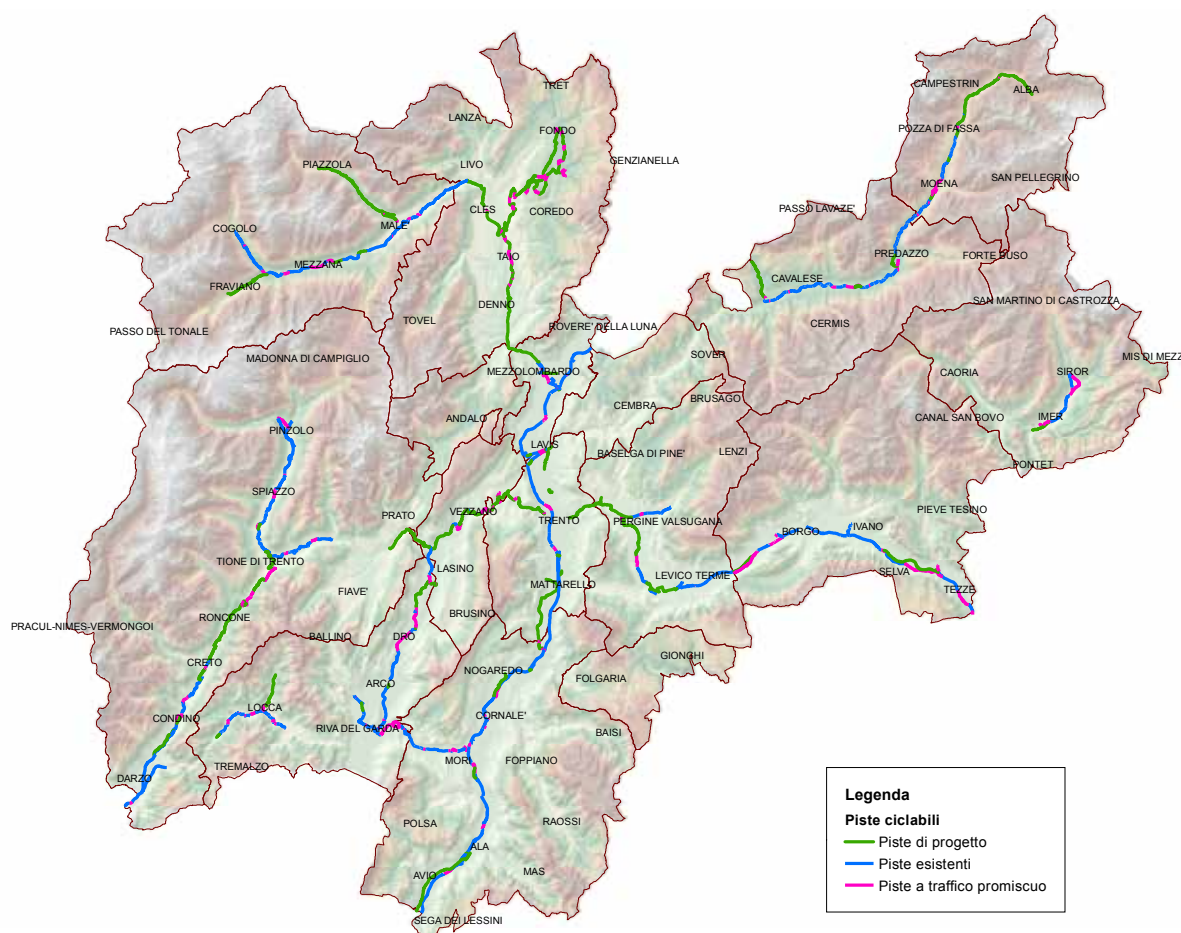 TRET
CAMPESTRIN
ALBA
LANZA
FONDO
POZZA DI FASSA
PIAZZOLA
LIVO
GENZIANELLA
MOENA
SAN PELLEGRINO
CLES
COREDO
PASSO LAVAZE'
COGOLO
MALE'
MEZZANA
TAIO
PREDAZZO
FORTE BUSO
FRAVIANO
CAVALESE
DENNO
SAN MARTINO DI CASTROZZA
PASSO DEL TONALE
TOVEL
ROVERE' DELLA LUNA
CERMIS
MADONNA DI CAMPIGLIO
SOVER
MIS DI MEZZ
MEZZOLOMBARDO
CAORIA
SIROR
CEMBRA
BRUSAGO
ANDALO
CANAL SAN BOVO
IMER
PINZOLO
LAVIS
BASELGA DI PINE'
LENZI
PONTET
SPIAZZO
PRATO
VEZZANO
TRENTO
PERGINE VALSUGANA
PIEVE TESINO
BORGO
IVANO
TIONE DI TRENTO
LASINO
MATTARELLO
LEVICO TERME
SELVA
TEZZE
FIAVE'
RONCONE
BRUSINO
PRACUL-NIMES-VERMONGOI
BALLINO
DRO
CRETO
NOGAREDO
GIONGHI
FOLGARIA
ARCO
LOCCA
CONDINO
RIVA DEL GARDA
CORNALE'
BAISI
MORI
FOPPIANO
DARZO
TREMALZO
POLSA
RAOSSI
ALA
AVIO
MAS
SEGA DEI LESSINI
Legenda
Piste ciclabili
Piste di progetto
Piste esistenti
Piste a traffico promiscuo